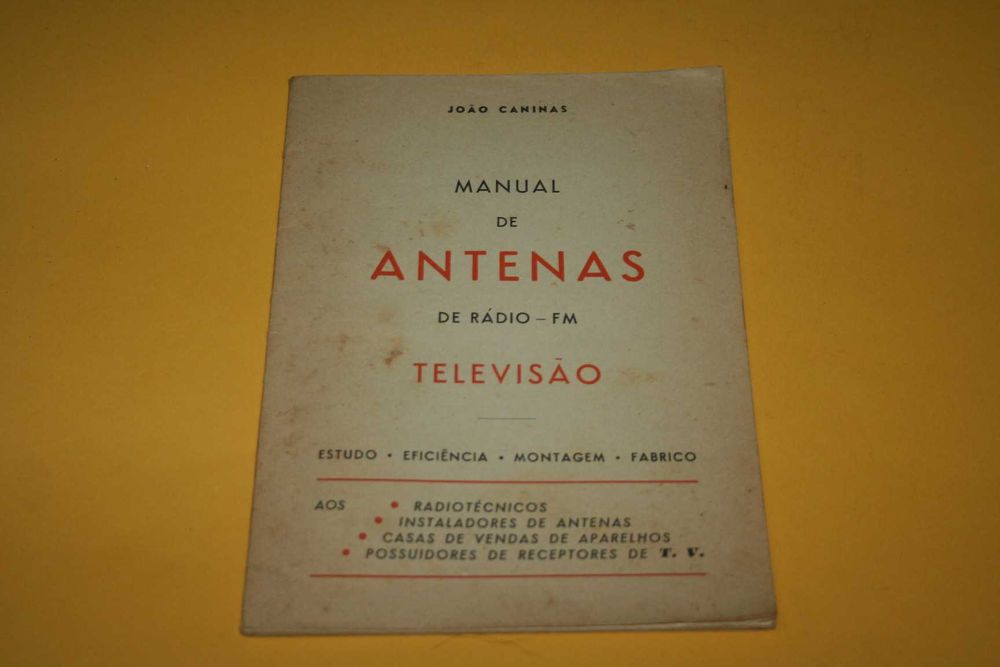 JOÃO CANINAS
MANUAL
DE
ANTENAS
DE RÁDIO – FM
TELEVISÃO
ESTUDO • EFICIÊNCIA • MONTAGEM • FABRICO
AOS • RADIOTÉCNICOS
• INSTALADORES DE ANTENAS
• CASAS DE VENDAS DE APARELHOS
• POSSUIDORES DE RECEPTORES DE T. V.